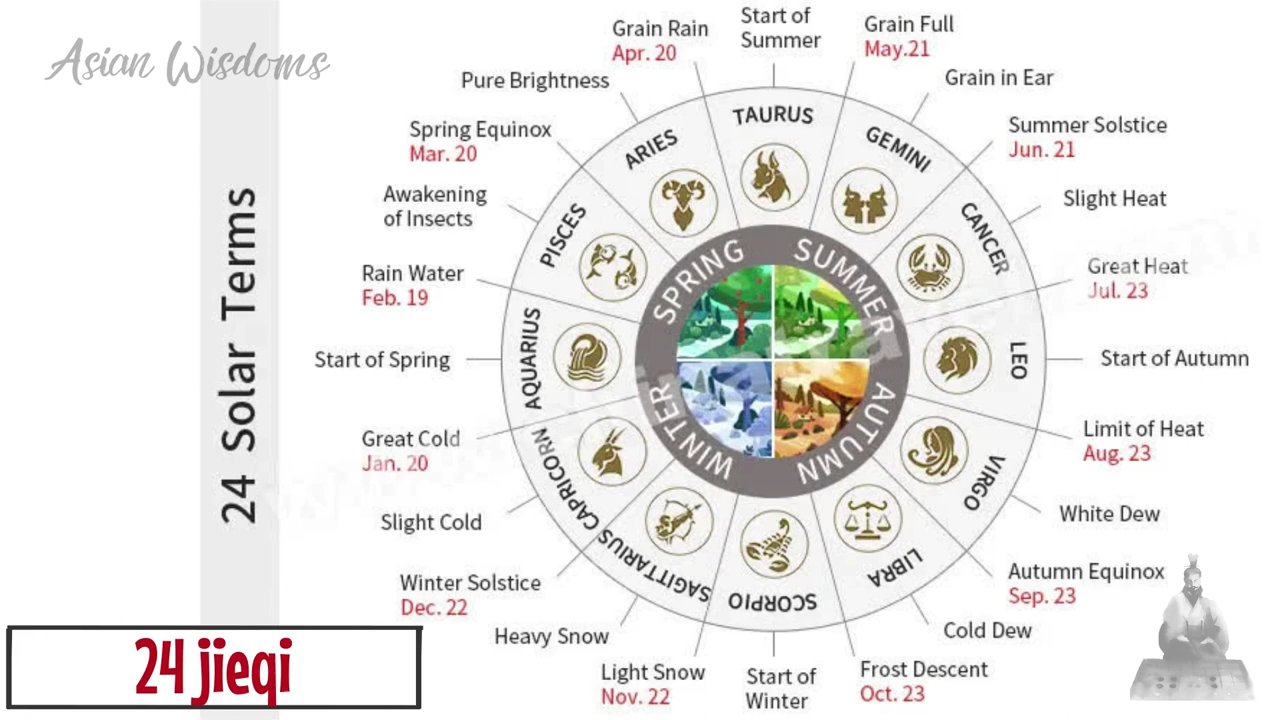 Asian Wisdoms
24 Solar Terms
24 jieqi
Start of
Summer
Grain Full
May.21
Grain in Ear
Summer Solstice
Jun. 21
Slight Heat
Great Heat
Jul. 23
Start of Autumn
Limit of Heat
Aug. 23
White Dew
Autumn Equinox
Sep. 23
Cold Dew
Frost Descent
Oct. 23
Start of
Winter
Light Snow
Nov. 22
Heavy Snow
Winter Solstice
Dec. 22
Slight Cold
Great Cold
Jan. 20
Start of Spring
Rain Water
Feb. 19
Awakening
of Insects
Spring Equinox
Mar. 20
Pure Brightness
Grain Rain
Apr. 20
TAURUS
GEMINI
CANCER
LEO
VIRGO
LIBRA
SCORPIO
SAGITTARIUS
CAPRICORN
AQUARIUS
PISCES
ARIES
SPRING
SUMMER
AUTUMN
WINTER